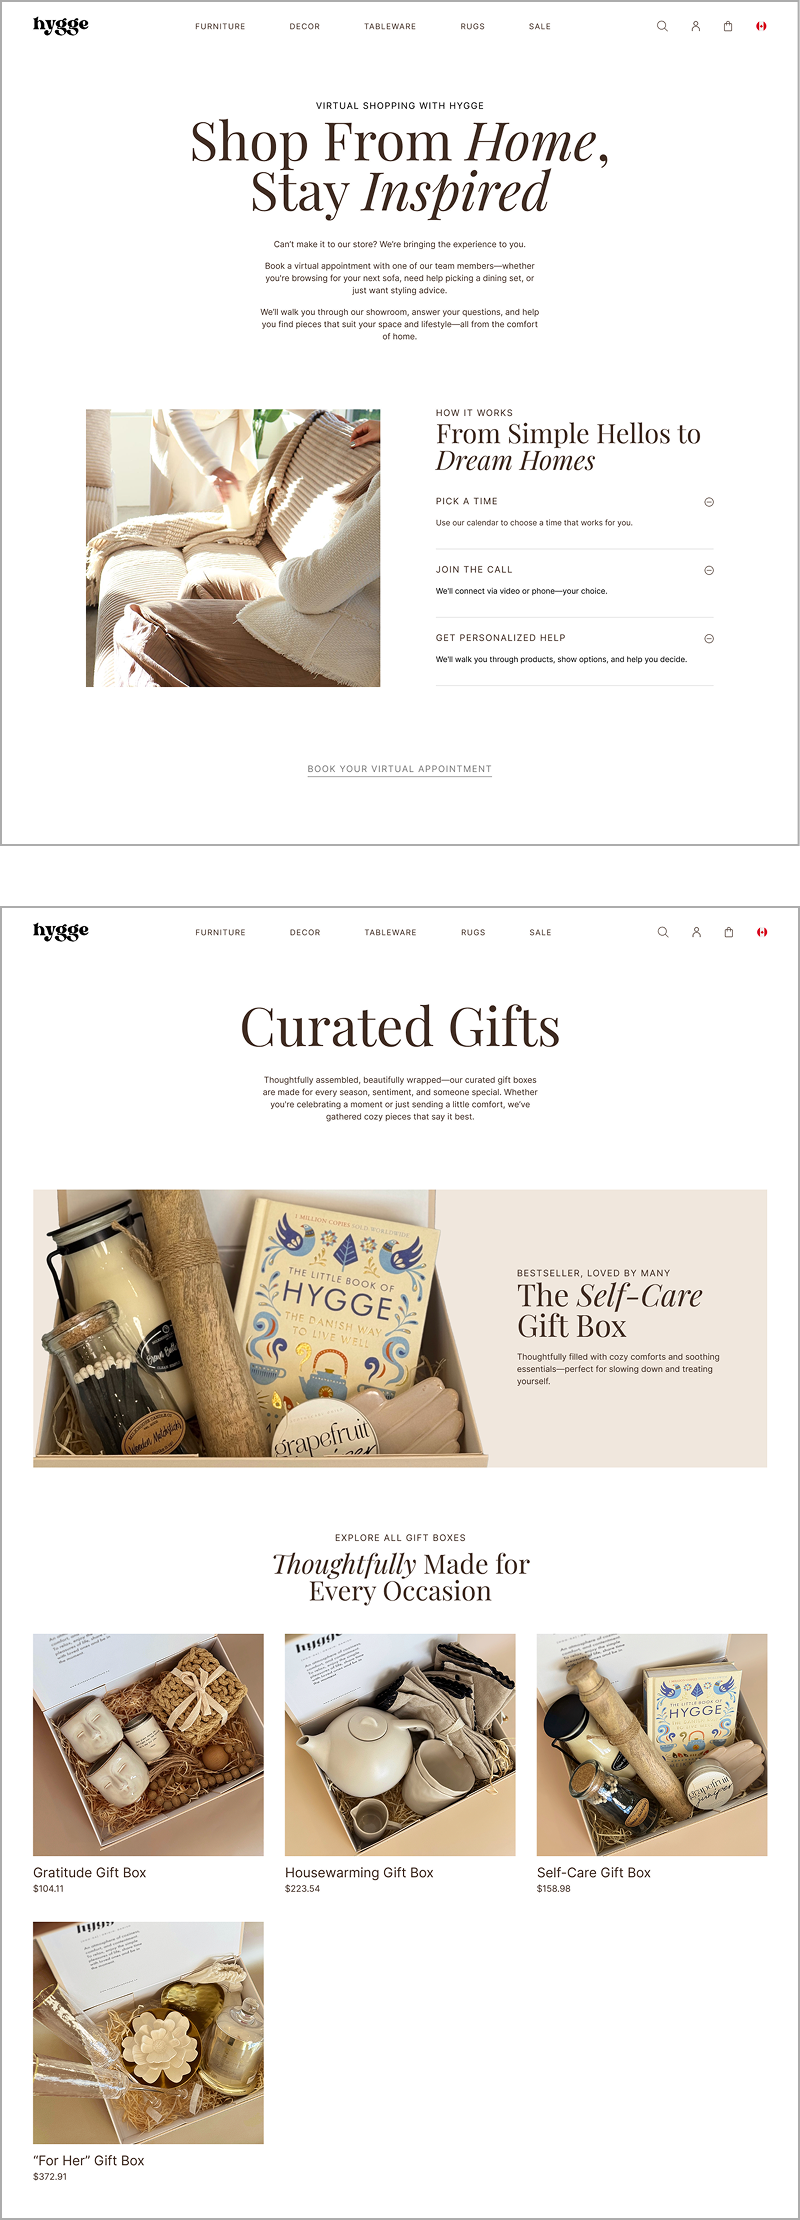 hygge
FURNITURE
DECOR
TABLEWARE
RUGS
SALE
VIRTUAL SHOPPING WITH HYGGE
Shop From Home,
Stay Inspired
Can't make it to our store? We're bringing the experience to you.
Book a virtual appointment with one of our team members—whether
you're browsing for your next sofa, need help picking a dining set, or
just want styling advice.
We'll walk you through our showroom, answer your questions, and help
you find pieces that suit your space and lifestyle—all from the comfort
of home.
HOW IT WORKS
From Simple Hellos to
Dream Homes
PICK A TIME
Use our calendar to choose a time that works for you.
JOIN THE CALL
We'll connect via video or phone—your choice.
GET PERSONALIZED HELP
We'll walk you through products, show options, and help you decide.
BOOK YOUR VIRTUAL APPOINTMENT
hygge
FURNITURE
DECOR
TABLEWARE
RUGS
SALE
Curated Gifts
Thoughtfully assembled, beautifully wrapped—our curated gift boxes
are made for every season, sentiment, and someone special. Whether
you're celebrating a moment or just sending a little comfort, we've
gathered cozy pieces that say it best.
1 MILLION COPIES SOLD WORLDWIDE
THE LITTLE BOOK OF
HYGGE
THE DANISH WAY
TO LIVE WELL
Wooden Matchsticks
grapefruit
BESTSELLER, LOVED BY MANY
The Self-Care
Gift Box
Thoughtfully filled with cozy comforts and soothing
essentials—perfect for slowing down and treating
yourself.
EXPLORE ALL GIFT BOXES
Thoughtfully Made for
Every Occasion
hygge
THE LITTLE BOOK OF
HYGGE
grapefruit
juniper
Gratitude Gift Box
$104.11
Housewarming Gift Box
$223.54
Self-Care Gift Box
$158.98
hygge
“For Her” Gift Box
$372.91